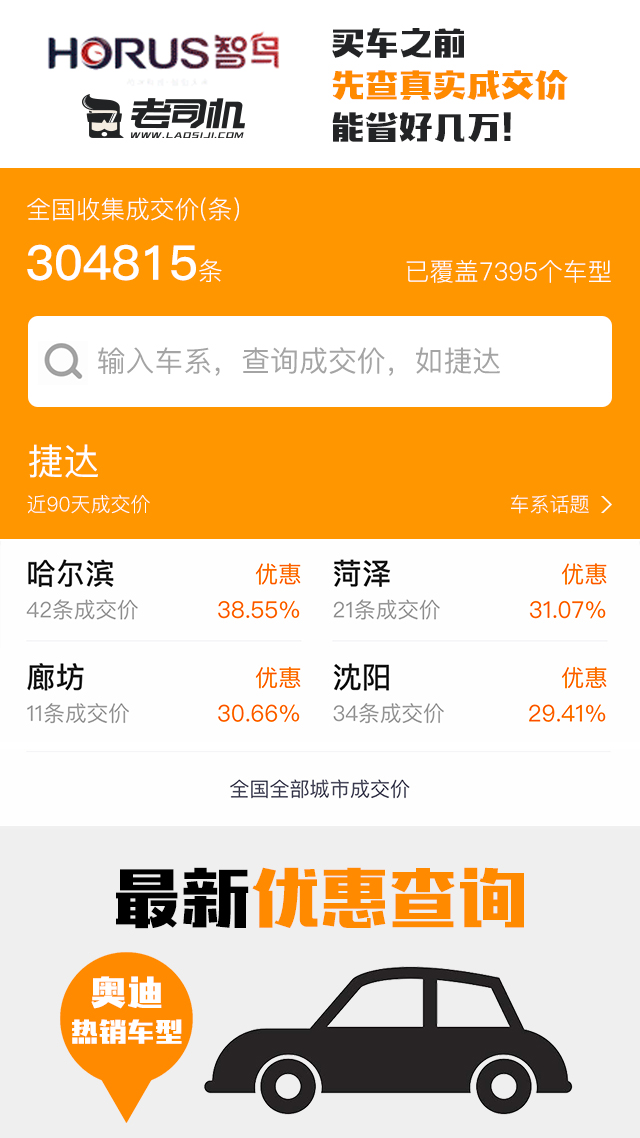 HORUS智鸟
老司机
WWW.LAOSIJI.COM
买车之前
先查真实成交价
能省好几万!
全国收集成交价(条)
304815条
已覆盖7395个车型
输入车系，查询成交价，如捷达
捷达
近90天成交价
车系话题
哈尔滨 优惠
42条成交价 38.55%
菏泽 优惠
21条成交价 31.07%
廊坊 优惠
11条成交价 30.66%
沈阳 优惠
34条成交价 29.41%
全国全部城市成交价
最新优惠查询
奥迪
热销车型